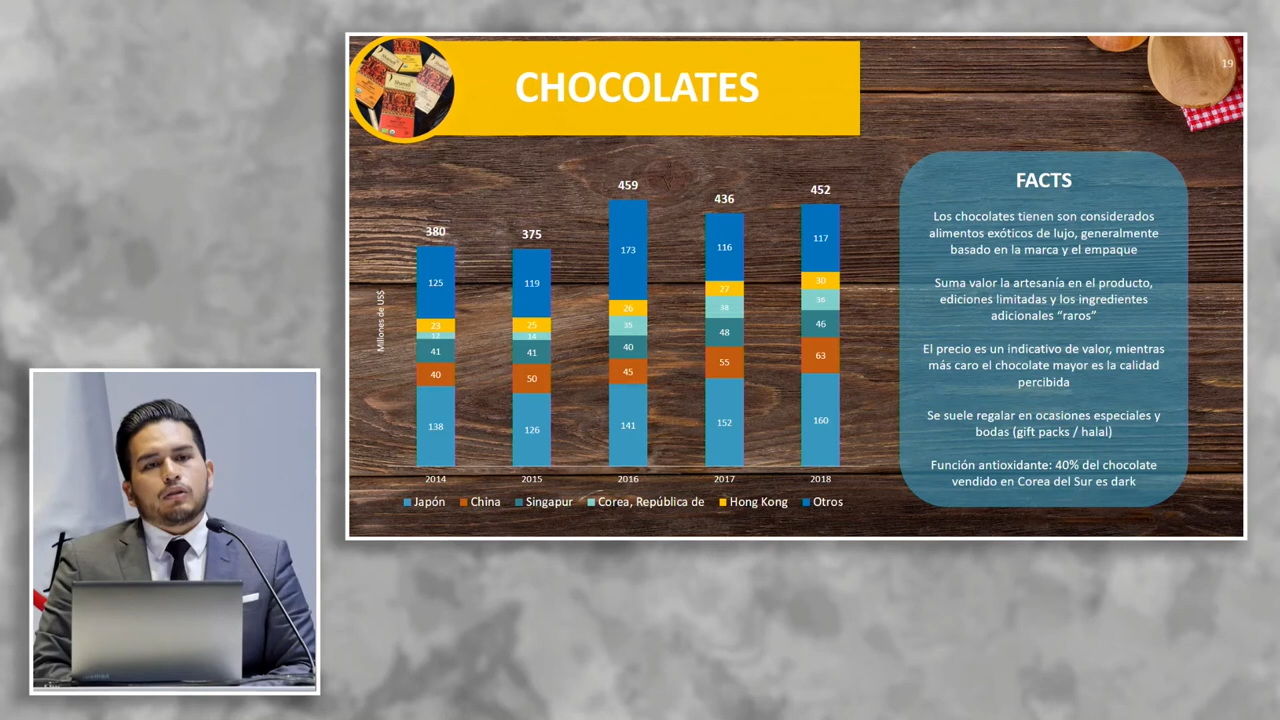 CHOCOLATES
19
459
452
436
380
375
173
117
116
125
119
30
27
26
36
38
23
25
35
12
14
46
48
40
41
41
63
55
45
40
50
160
152
141
138
126
Millones de US$
2014
2015
2016
2017
2018
Japón
China
Singapur
Corea, República de
Hong Kong
Otros
FACTS
Los chocolates tienen son considerados
alimentos exóticos de lujo, generalmente
basado en la marca y el empaque
Suma valor la artesanía en el producto,
ediciones limitadas y los ingredientes
adicionales “raros”
El precio es un indicativo de valor, mientras
más caro el chocolate mayor es la calidad
percibida
Se suele regalar en ocasiones especiales y
bodas (gift packs / halal)
Función antioxidante: 40% del chocolate
vendido en Corea del Sur es dark